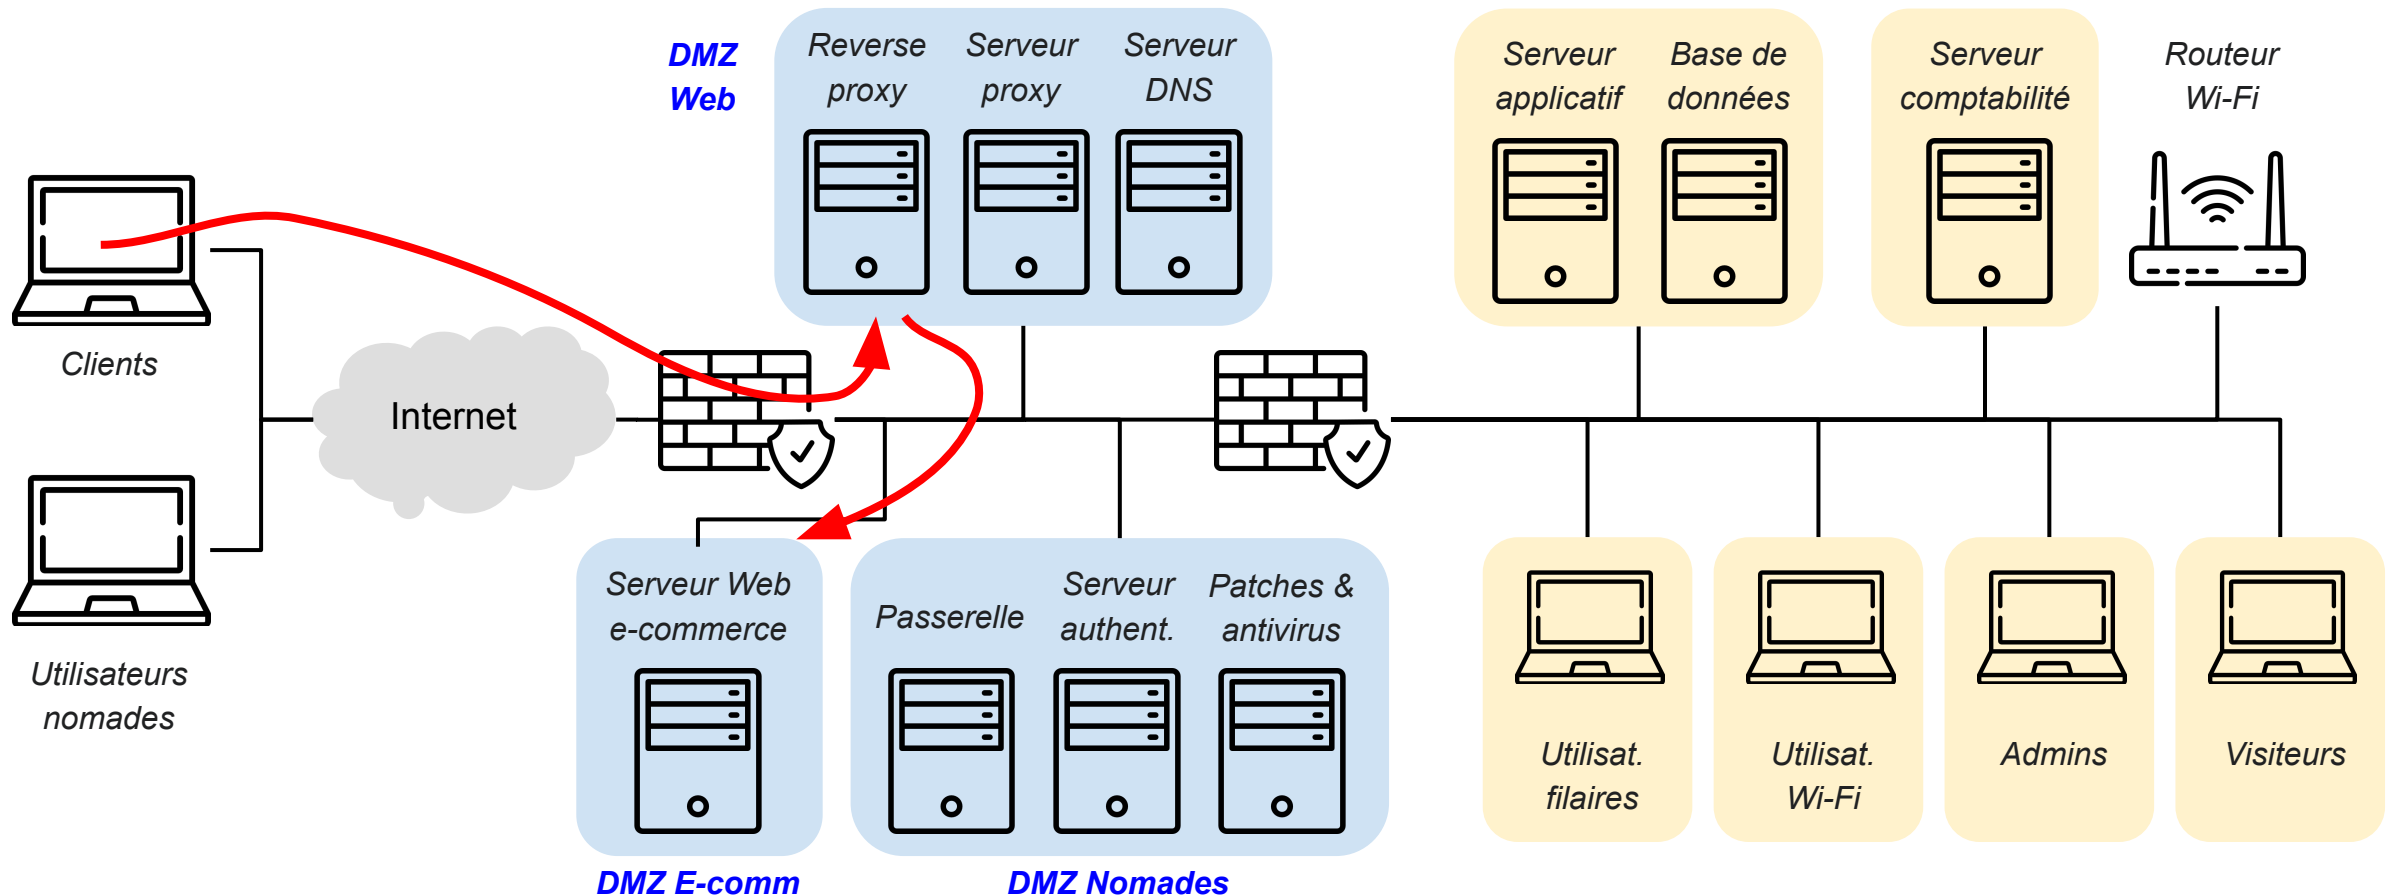 DMZ
Web
Reverse
proxy
Serveur
proxy
Serveur
DNS
Serveur
applicatif
Base de
données
Serveur
comptabilité
Routeur
Wi-Fi
Clients
Internet
Utilisateurs
nomades
Serveur Web
e-commerce
Passerelle
Serveur
authent.
Patches &
antivirus
Utilisat.
filaires
Utilisat.
Wi-Fi
Admins
Visiteurs
DMZ E-comm
DMZ Nomades